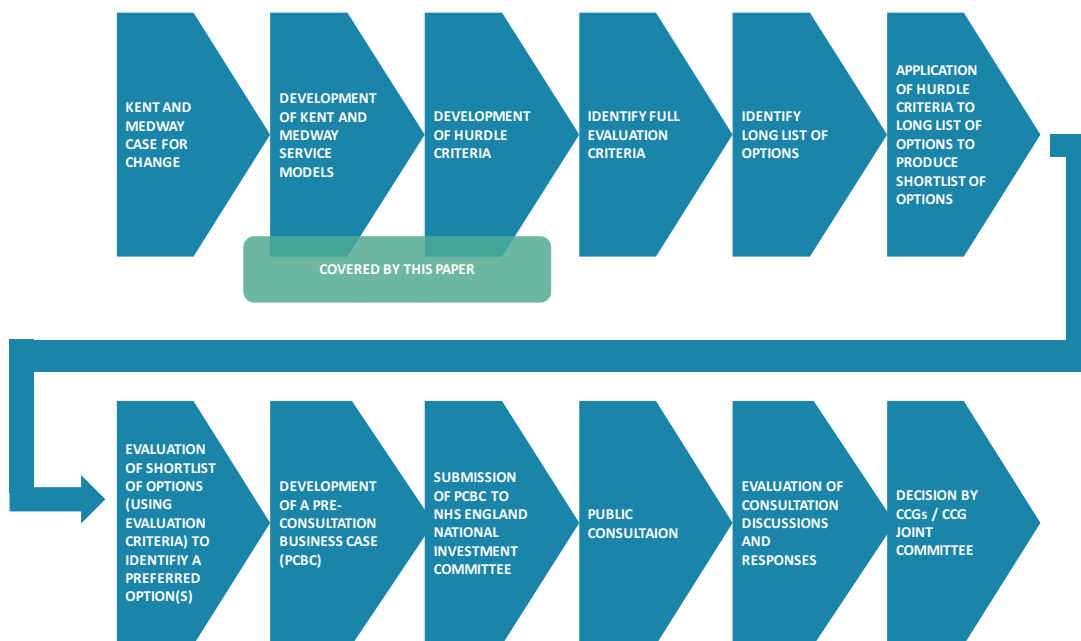 KENT AND
MEDWAY
CASE FOR
CHANGE
DEVELOPMENT
OF KENT AND
MEDWAY
SERVICE
MODELS
DEVELOPMENT
OF HURDLE
CRITERIA
IDENTIFY FULL
EVALUATION
CRITERIA
IDENTIFY
LONG LIST OF
OPTIONS
APPLICATION
OF HURDLE
CRITERIA TO
LONG LIST OF
OPTIONS TO
PRODUCE
SHORTLIST OF
OPTIONS
COVERED BY THIS PAPER
EVALUATION
OF SHORTLIST
OF OPTIONS
(USING
EVALUATION
CRITERIA) TO
IDENTIFIY A
PREFERRED
OPTION(S)
DEVELOPMENT
OF A PRE-
CONSULTATION
BUSINESS CASE
(PCBC)
SUBMISSION
OF PCBC TO
NHS ENGLAND
NATIONAL
INVESTMENT
COMMITTEE
PUBLIC
CONSULTAION
EVALUATION OF
CONSULTATION
DISCUSSIONS
AND
RESPONSES
DECISION BY
CCGs / CCG
JOINT
COMMITTEE